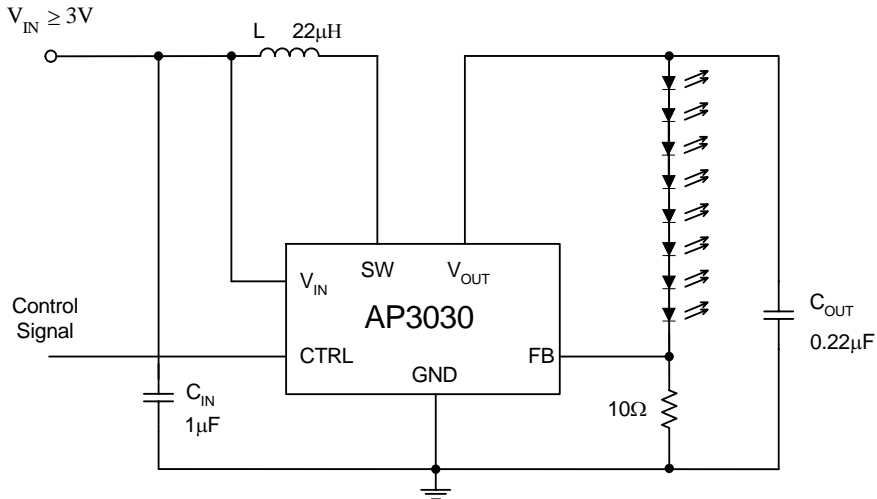 V_IN ≥ 3V
L 22μH
V_IN
SW
V_OUT
AP3030
Control
Signal
CTRL
FB
GND
C_IN
1μF
10Ω
C_OUT
0.22μF